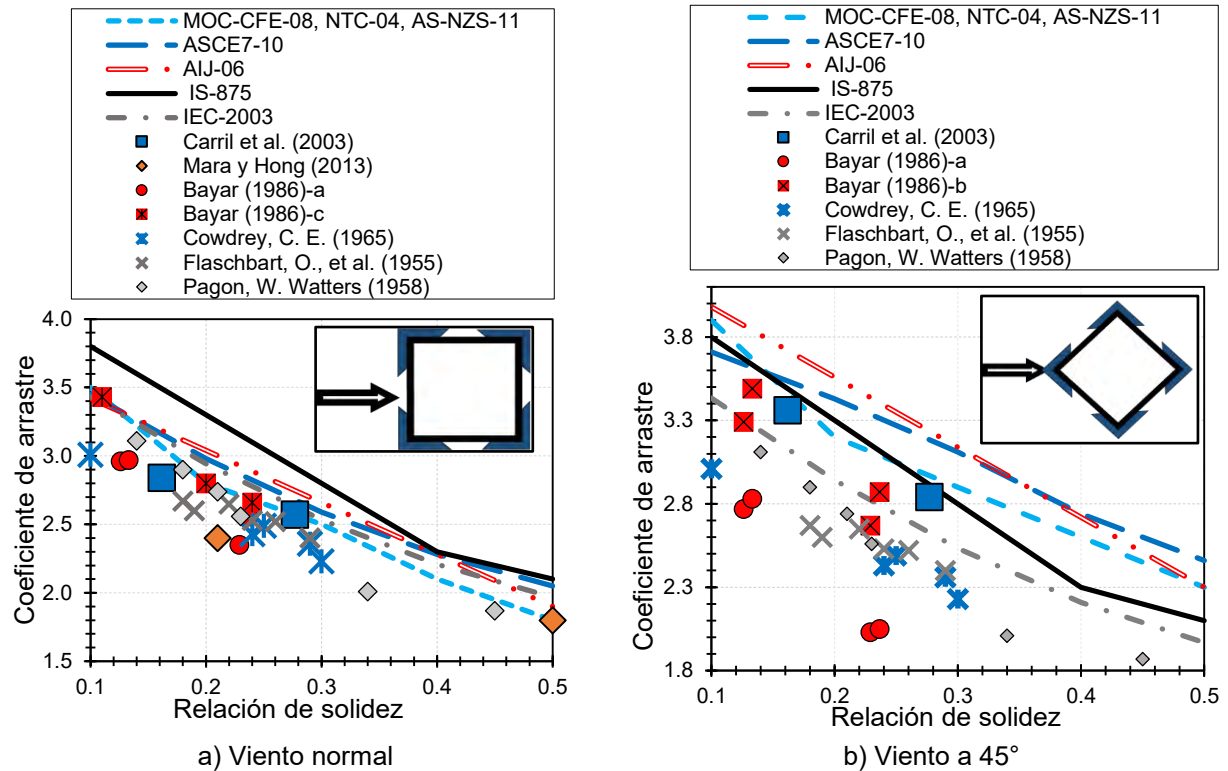 MOC-CFE-08, NTC-04, AS-NZS-11
ASCE7-10
AIJ-06
IS-875
IEC-2003
Carril et al. (2003)
Mara y Hong (2013)
Bayar (1986)-a
Bayar (1986)-c
Cowdrey, C. E. (1965)
Flaschbart, O., et al. (1955)
Pagon, W. Watters (1958)
4.0
3.5
3.0
2.5
2.0
1.5
Coeficiente de arrastre
0.1
0.2
0.3
0.4
0.5
Relación de solidez
a) Viento normal
MOC-CFE-08, NTC-04, AS-NZS-11
ASCE7-10
AIJ-06
IS-875
IEC-2003
Carril et al. (2003)
Bayar (1986)-a
Bayar (1986)-b
Cowdrey, C. E. (1965)
Flaschbart, O., et al. (1955)
Pagon, W. Watters (1958)
3.8
3.3
2.8
2.3
1.8
Coeficiente de arrastre
0.1
0.2
0.3
0.4
0.5
Relación de solidez
b) Viento a 45°